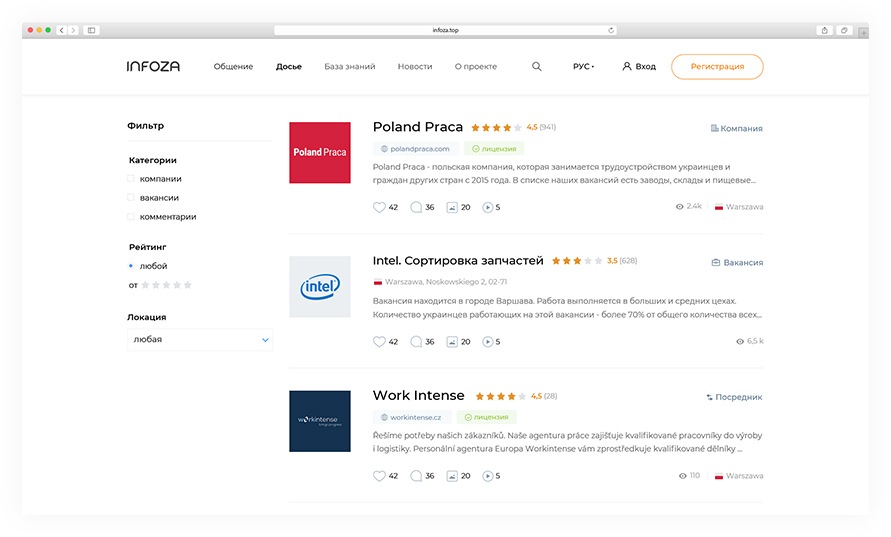 infoza.top
INFOZA Общение Досье База знаний Новости О проекте РУС Вход Регистрация
Фильтр
Категории
компании
вакансии
комментарии
Рейтинг
любой
от
Локация
любая
Poland Praca
Poland Praca 4,5 (941) Компания
polandpraca.com лицензия
Poland Praca - польская компания, которая занимается трудоустройством украинцев и
граждан других стран с 2015 года. В списке наших вакансий есть заводы, склады и пищевые...
42 36 20 5 2.4k Warszawa
intel
Intel. Сортировка запчастей 3,5 (628) Вакансия
Warszawa, Noskowskiego 2, 02-71
Вакансия находится в городе Варшава. Работа выполняется в больших и средних цехах.
Количество украинцев работающих на этой вакансии - более 70% от общего количества всех...
42 36 20 5 6,5 k
workintense
Work Intense 4,5 (28) Посредник
workintense.cz лицензия
Řešíme potřeby našich zákazníků. Naše agentura práce zajišťuje kvalifikované pracovníky do výroby
i logistiky. Personální agentura Europa Workintense vám zprostředkuje kvalifikované dělníky ...
42 36 20 5 110 Warszawa